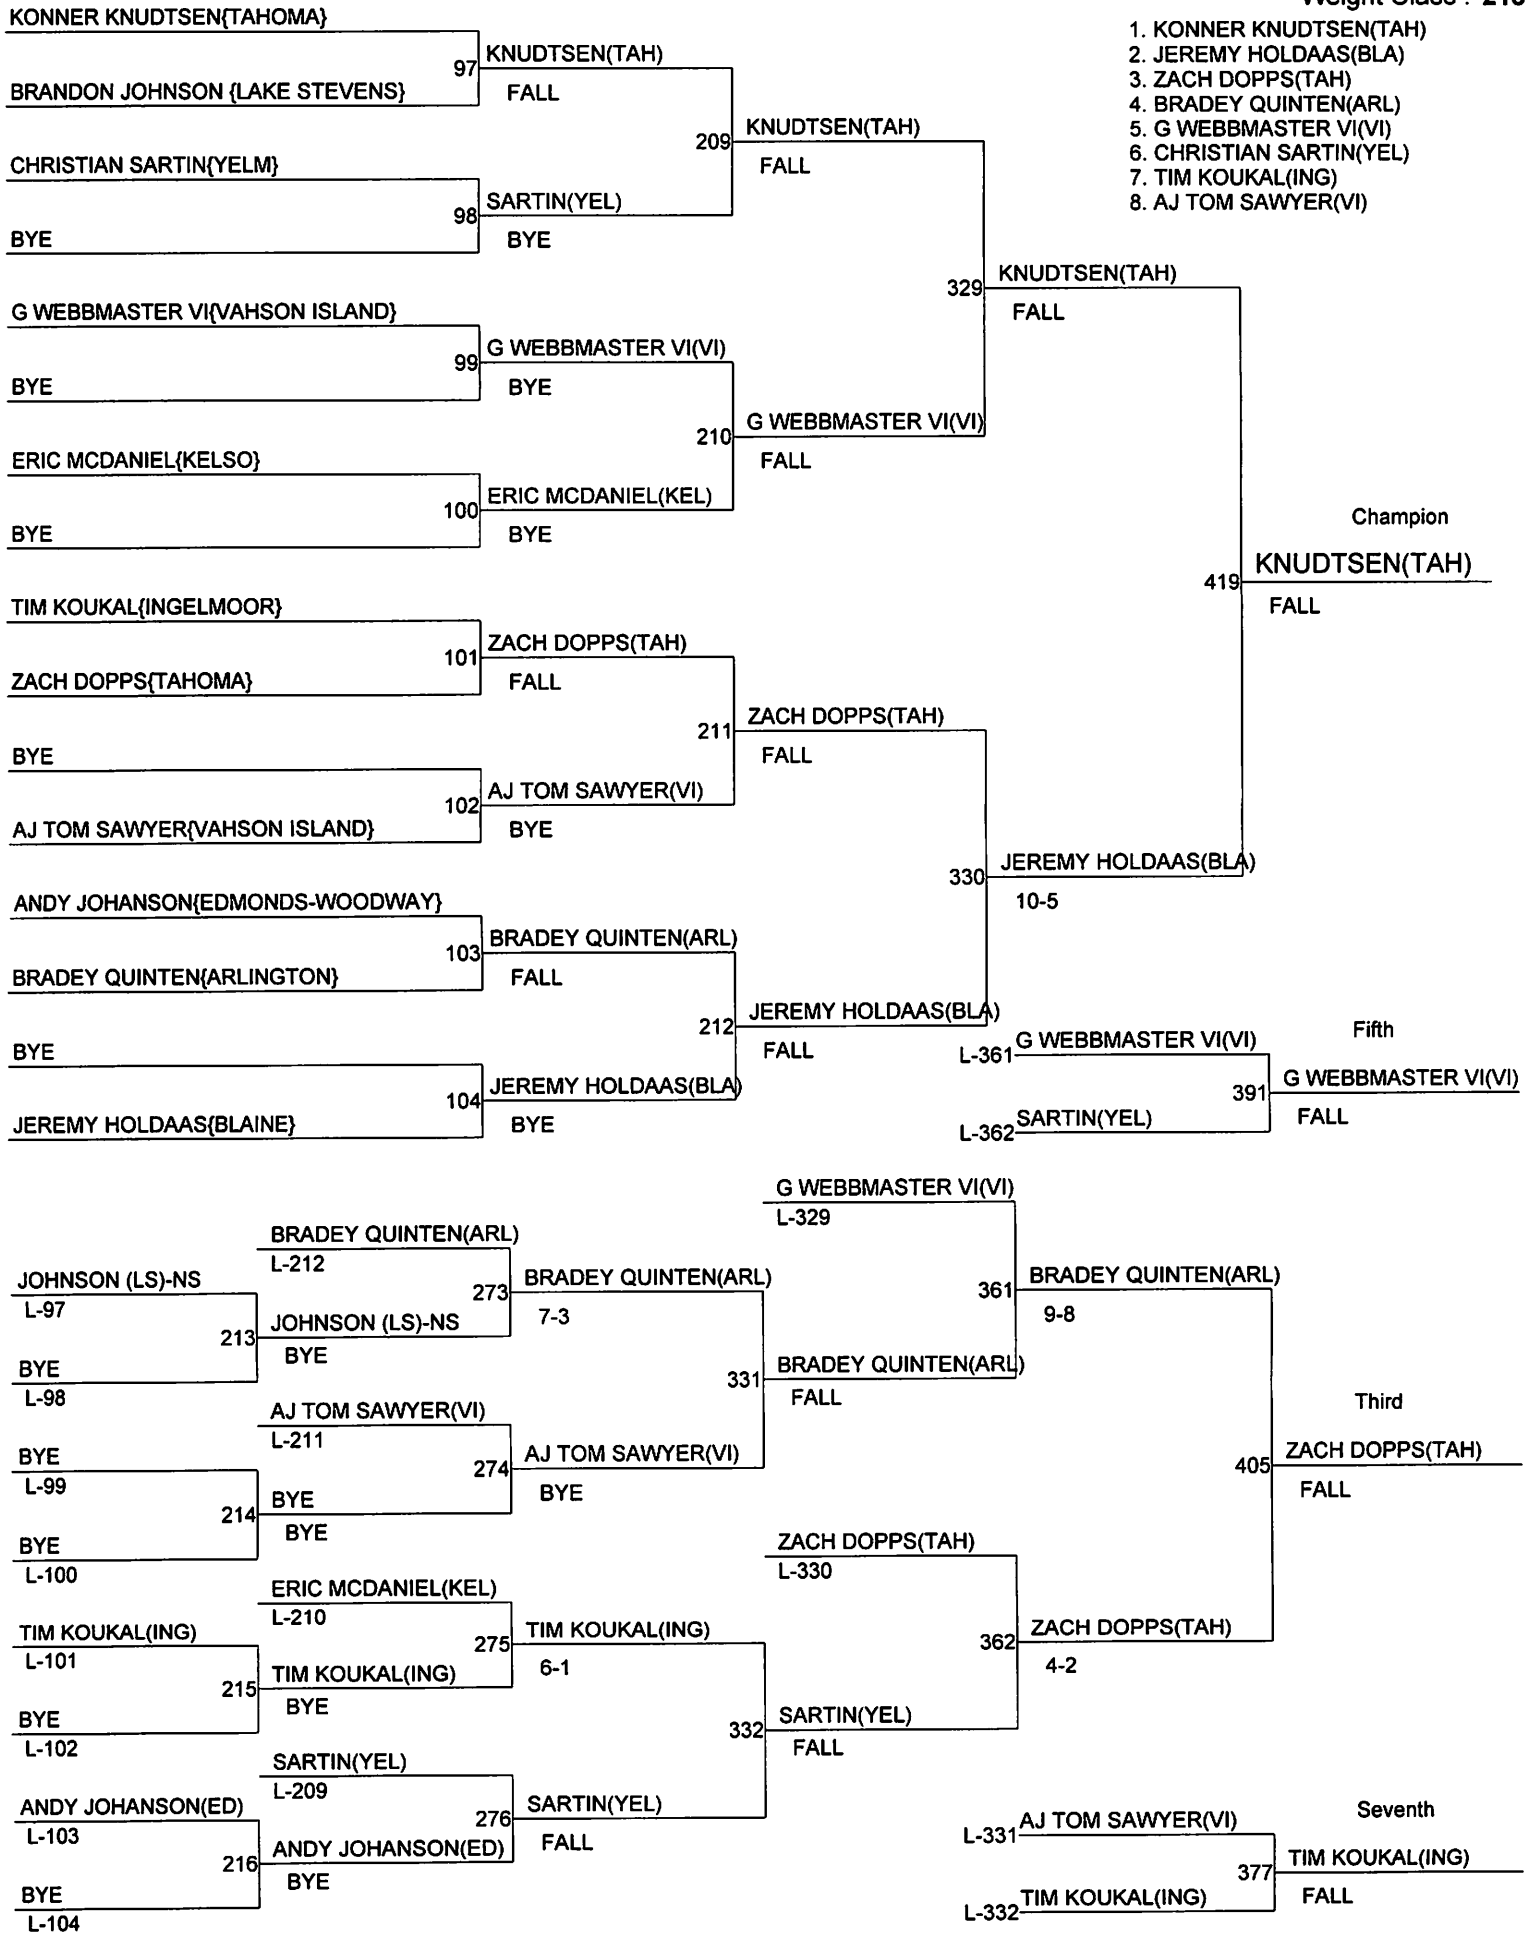 Weight Class :
1. KONNER KNUDTSEN(TAH)
2. JEREMY HOLDAAS(BLA)
3. ZACH DOPPS(TAH)
4. BRADEY QUINTEN(ARL)
5. G WEBBMASTER VI(VI)
6. CHRISTIAN SARTIN(YEL)
7. TIM KOUKAL(ING)
8. AJ TOM SAWYER(VI)
KONNER KNUDTSEN{TAHOMA}
97
KNUDTSEN(TAH)
BRANDON JOHNSON {LAKE STEVENS}
FALL
209
KNUDTSEN(TAH)
FALL
CHRISTIAN SARTIN{YELM}
98
SARTIN(YEL)
BYE
BYE
329
KNUDTSEN(TAH)
FALL
G WEBBMASTER VI{VAHSON ISLAND}
99
G WEBBMASTER VI(VI)
BYE
BYE
210
G WEBBMASTER VI(VI)
FALL
ERIC MCDANIEL{KELSO}
100
ERIC MCDANIEL(KEL)
BYE
BYE
Champion
419
KNUDTSEN(TAH)
FALL
TIM KOUKAL{INGELMOOR}
101
ZACH DOPPS(TAH)
ZACH DOPPS{TAHOMA}
FALL
211
ZACH DOPPS(TAH)
FALL
BYE
102
AJ TOM SAWYER(VI)
AJ TOM SAWYER{VAHSON ISLAND}
BYE
330
JEREMY HOLDAAS(BLA)
10-5
ANDY JOHANSON{EDMONDS-WOODWAY}
103
BRADEY QUINTEN(ARL)
BRADEY QUINTEN{ARLINGTON}
FALL
212
JEREMY HOLDAAS(BLA)
FALL
BYE
104
JEREMY HOLDAAS(BLA)
JEREMY HOLDAAS{BLAINE}
BYE
Fifth
L-361
G WEBBMASTER VI(VI)
391
G WEBBMASTER VI(VI)
FALL
L-362
SARTIN(YEL)
G WEBBMASTER VI(VI)
L-329
BRADEY QUINTEN(ARL)
L-212
JOHNSON (LS)-NS
L-97
273
BRADEY QUINTEN(ARL)
7-3
361
BRADEY QUINTEN(ARL)
9-8
213
JOHNSON (LS)-NS
BYE
BYE
L-98
331
BRADEY QUINTEN(ARL)
FALL
AJ TOM SAWYER(VI)
L-211
Third
BYE
L-99
274
AJ TOM SAWYER(VI)
BYE
405
ZACH DOPPS(TAH)
FALL
214
BYE
BYE
BYE
L-100
ZACH DOPPS(TAH)
L-330
ERIC MCDANIEL(KEL)
L-210
TIM KOUKAL(ING)
L-101
275
TIM KOUKAL(ING)
6-1
362
ZACH DOPPS(TAH)
4-2
215
TIM KOUKAL(ING)
BYE
BYE
L-102
332
SARTIN(YEL)
FALL
SARTIN(YEL)
L-209
ANDY JOHANSON(ED)
L-103
276
SARTIN(YEL)
FALL
216
ANDY JOHANSON(ED)
BYE
BYE
L-104
Seventh
L-331
AJ TOM SAWYER(VI)
377
TIM KOUKAL(ING)
FALL
L-332
TIM KOUKAL(ING)